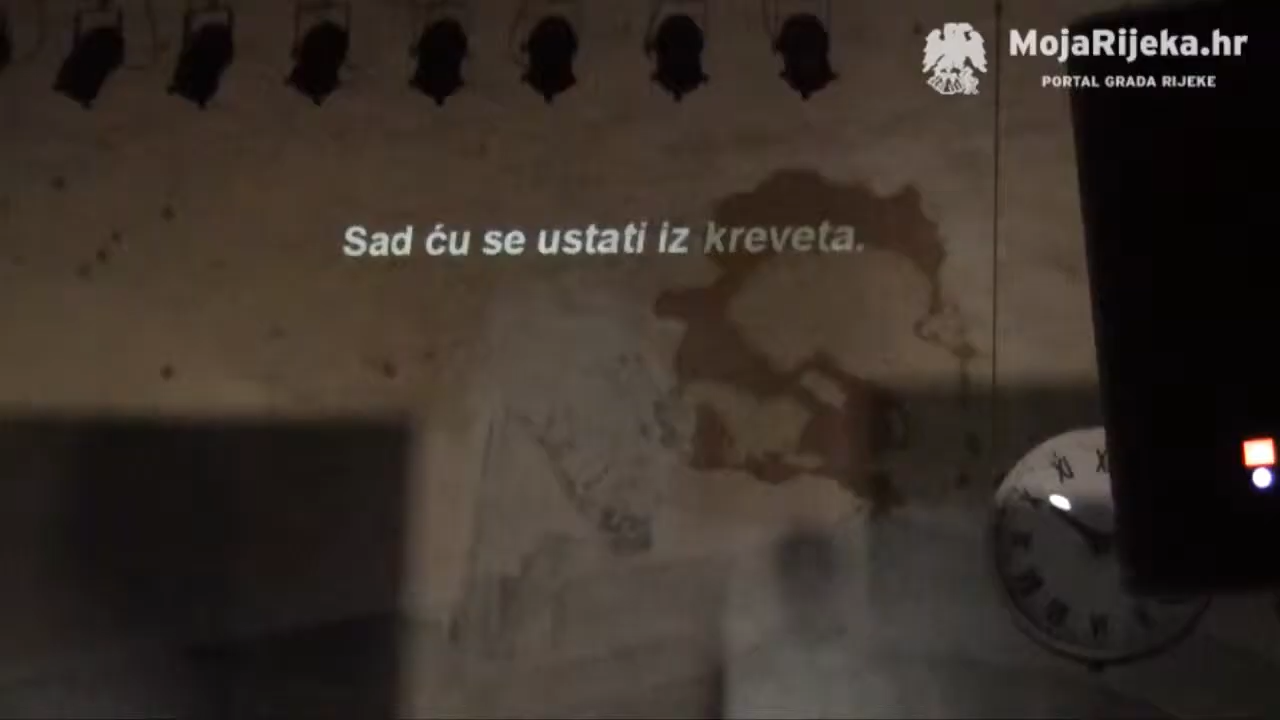 MojaRijeka.hr
PORTAL GRADA RIJEKE
Sad ću se ustati iz kreveta.